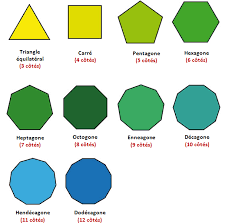 Triangle
équilatéral
(3 côtés)
Carré
(4 côtés)
Pentagone
(5 côtés)
Hexagone
(6 côtés)
Heptagone
(7 côtés)
Octogone
(8 côtés)
Enneagone
(9 côtés)
Décagone
(10 côtés)
Hendécagone
(11 côtés)
Dodécagone
(12 côtés)